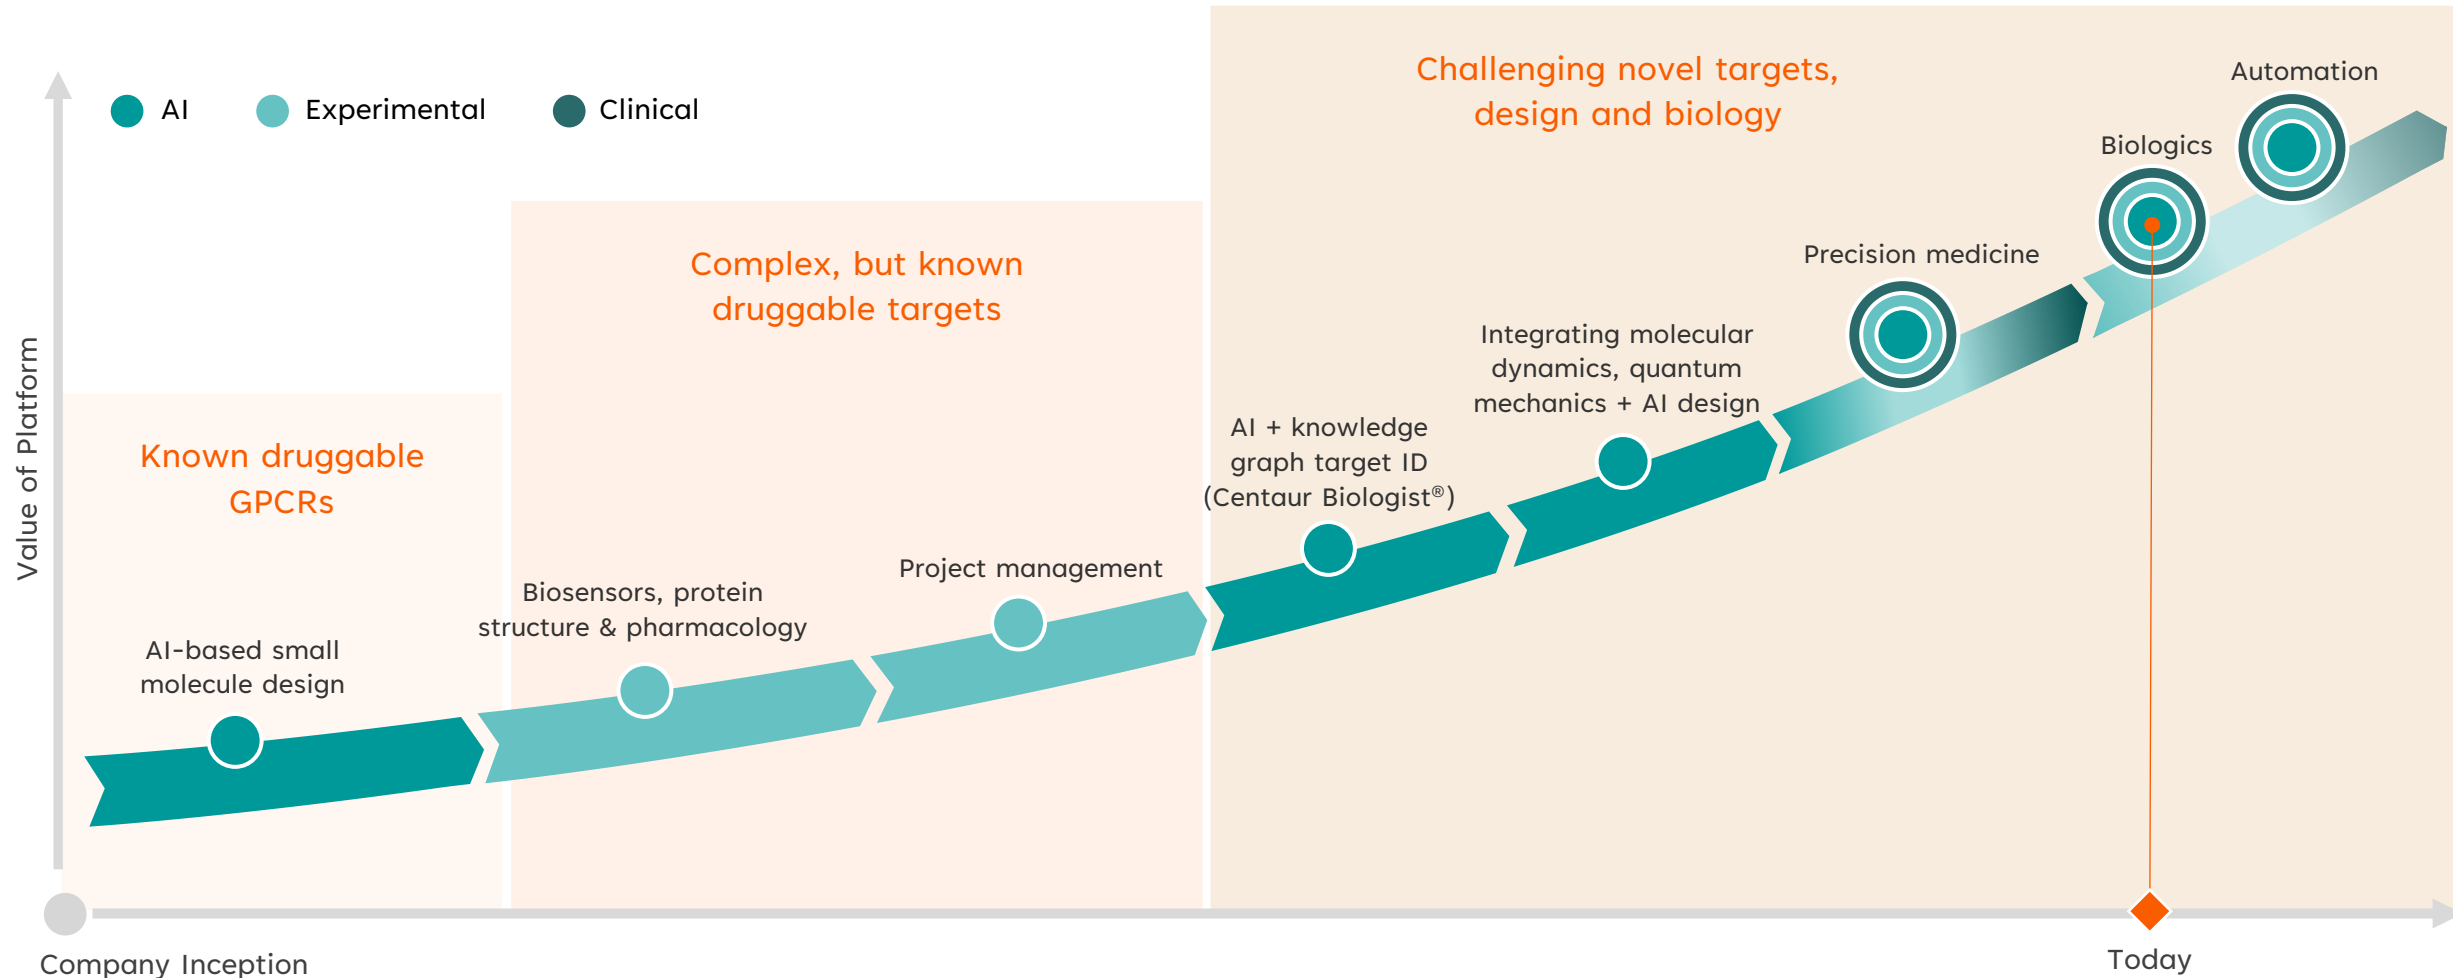 AI
Experimental
Clinical
Value of Platform
Known druggable
GPCRs
AI-based small
molecule design
Complex, but known
druggable targets
Biosensors, protein
structure & pharmacology
Project management
Challenging novel targets,
design and biology
AI + knowledge
graph target ID
(Centaur Biologist®)
Integrating molecular
dynamics, quantum
mechanics + AI design
Precision medicine
Biologics
Automation
Company Inception
Today